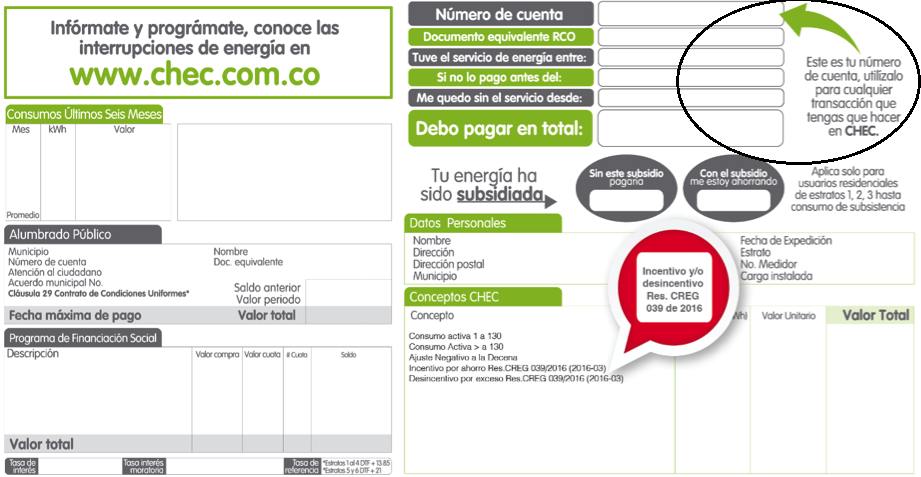 Infórmate y prográmate, conoce las
interrupciones de energía en
www.chec.com.co
Consumos Últimos Seis Meses
Mes kWh Valor
Promedio
Alumbrado Público
Municipio Nombre
Número de cuenta Doc. equivalente
Atención al ciudadano
Acuerdo municipal No.
Cláusula 29 Contrato de Condiciones Uniformes*
Saldo anterior
Valor periodo
Fecha máxima de pago Valor total
Programa de Financiación Social
Descripción Valor compra Valor cuota # Cuota Saldo
Valor total
Tasa de interés
Tasa interés moratoria
Tasa de referencia
*Estratos 1 al 4 DTF + 13.85
*Estratos 5 y 6 DTF + 21
Número de cuenta
Documento equivalente RCO
Tuve el servicio de energía entre:
Si no lo pago antes del:
Me quedo sin el servicio desde:
Debo pagar en total:
Este es tu número
de cuenta, utilízalo
para cualquier
transacción que
tengas que hacer
en CHEC.
Tu energía ha
sido subsidiada
Sin este subsidio
pagaría
Con el subsidio
me estoy ahorrando
Aplica solo para
usuarios residenciales
de estratos 1, 2, 3 hasta
consumo de subsistencia
Datos Personales
Nombre Fecha de Expedición
Dirección Estrato
Dirección postal No. Medidor
Municipio Carga instalada
Incentivo y/o
desincentivo
Res. CREG
039 de 2016
Conceptos CHEC
Concepto Valor Unitario Valor Total
Consumo activa 1 a 130
Consumo Activa > a 130
Ajuste Negativo a la Decena
Incentivo por ahorro Res.CREG 039/2016 (2016-03)
Desincentivo por exceso Res.CREG 039/2016 (2016-03)